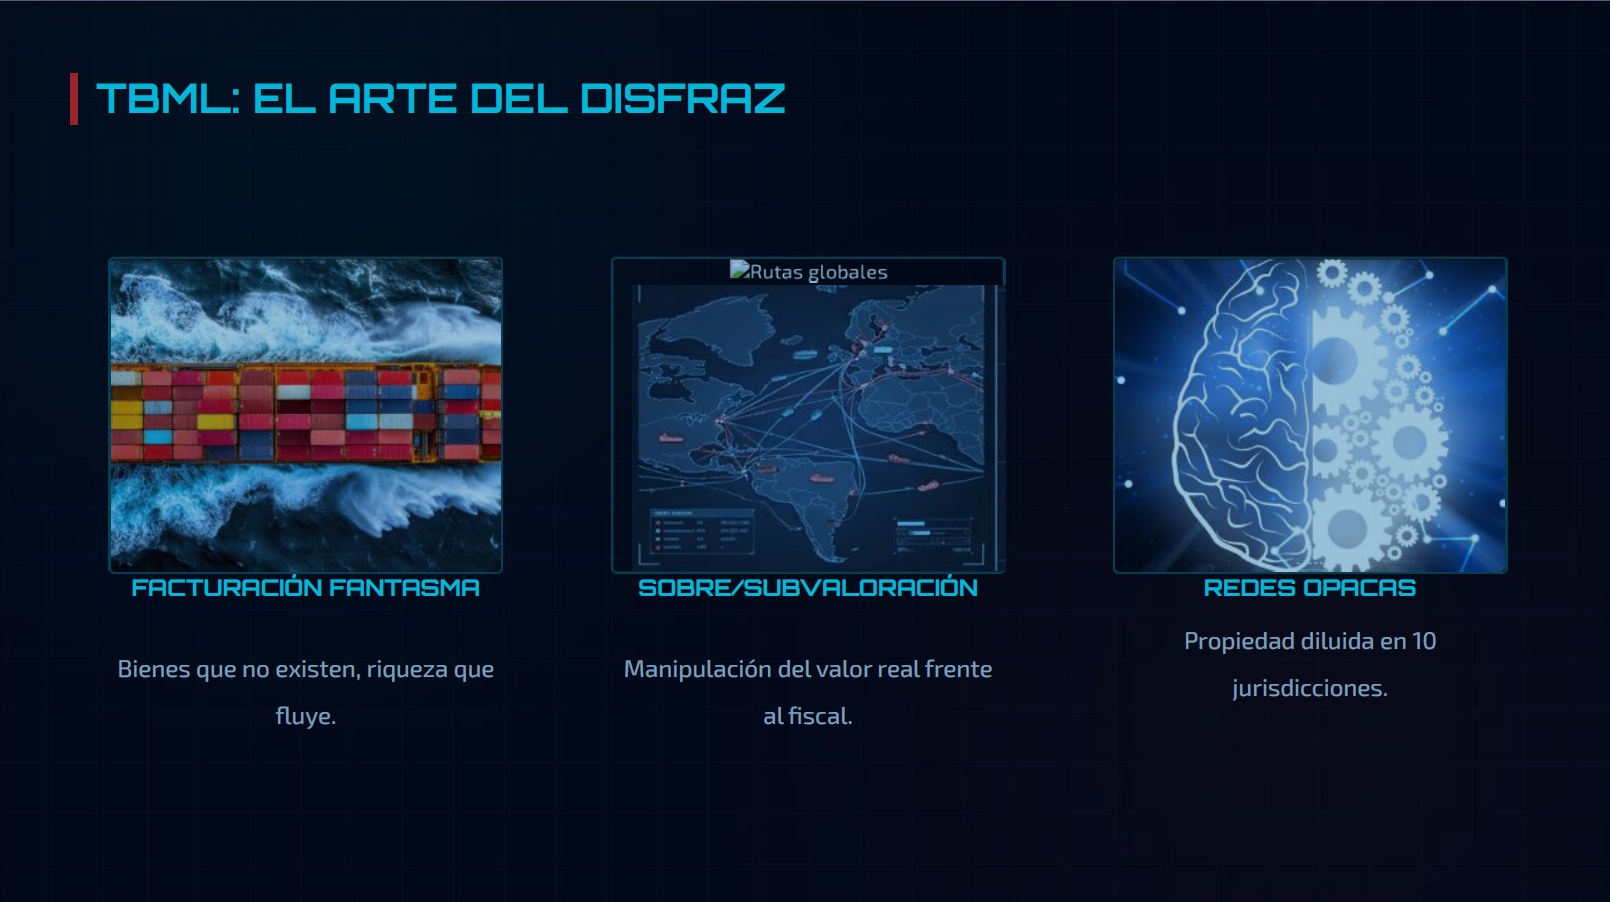 TBML: EL ARTE DEL DISFRAZ
Rutas globales
FACTURACIÓN FANTASMA
Bienes que no existen, riqueza que
fluye.
SOBRE/SUBVALORACIÓN
Manipulación del valor real frente
al fiscal.
REDES OPACAS
Propiedad diluida en 10
jurisdicciones.